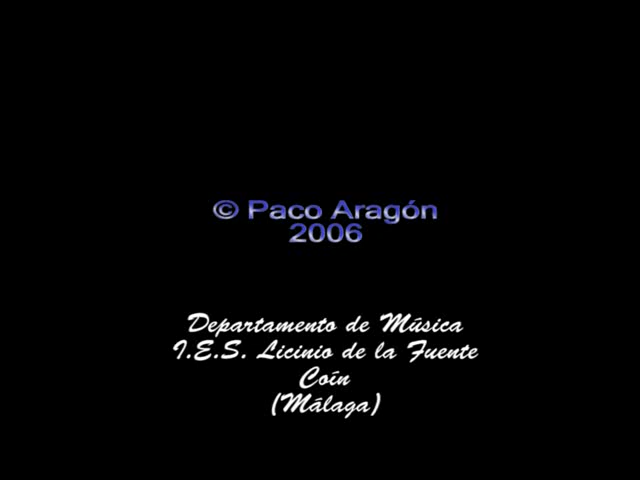 © Paco Aragón
2006
Departamento de Música
I.E.S. Licinio de la Fuente
Coín
(Málaga)